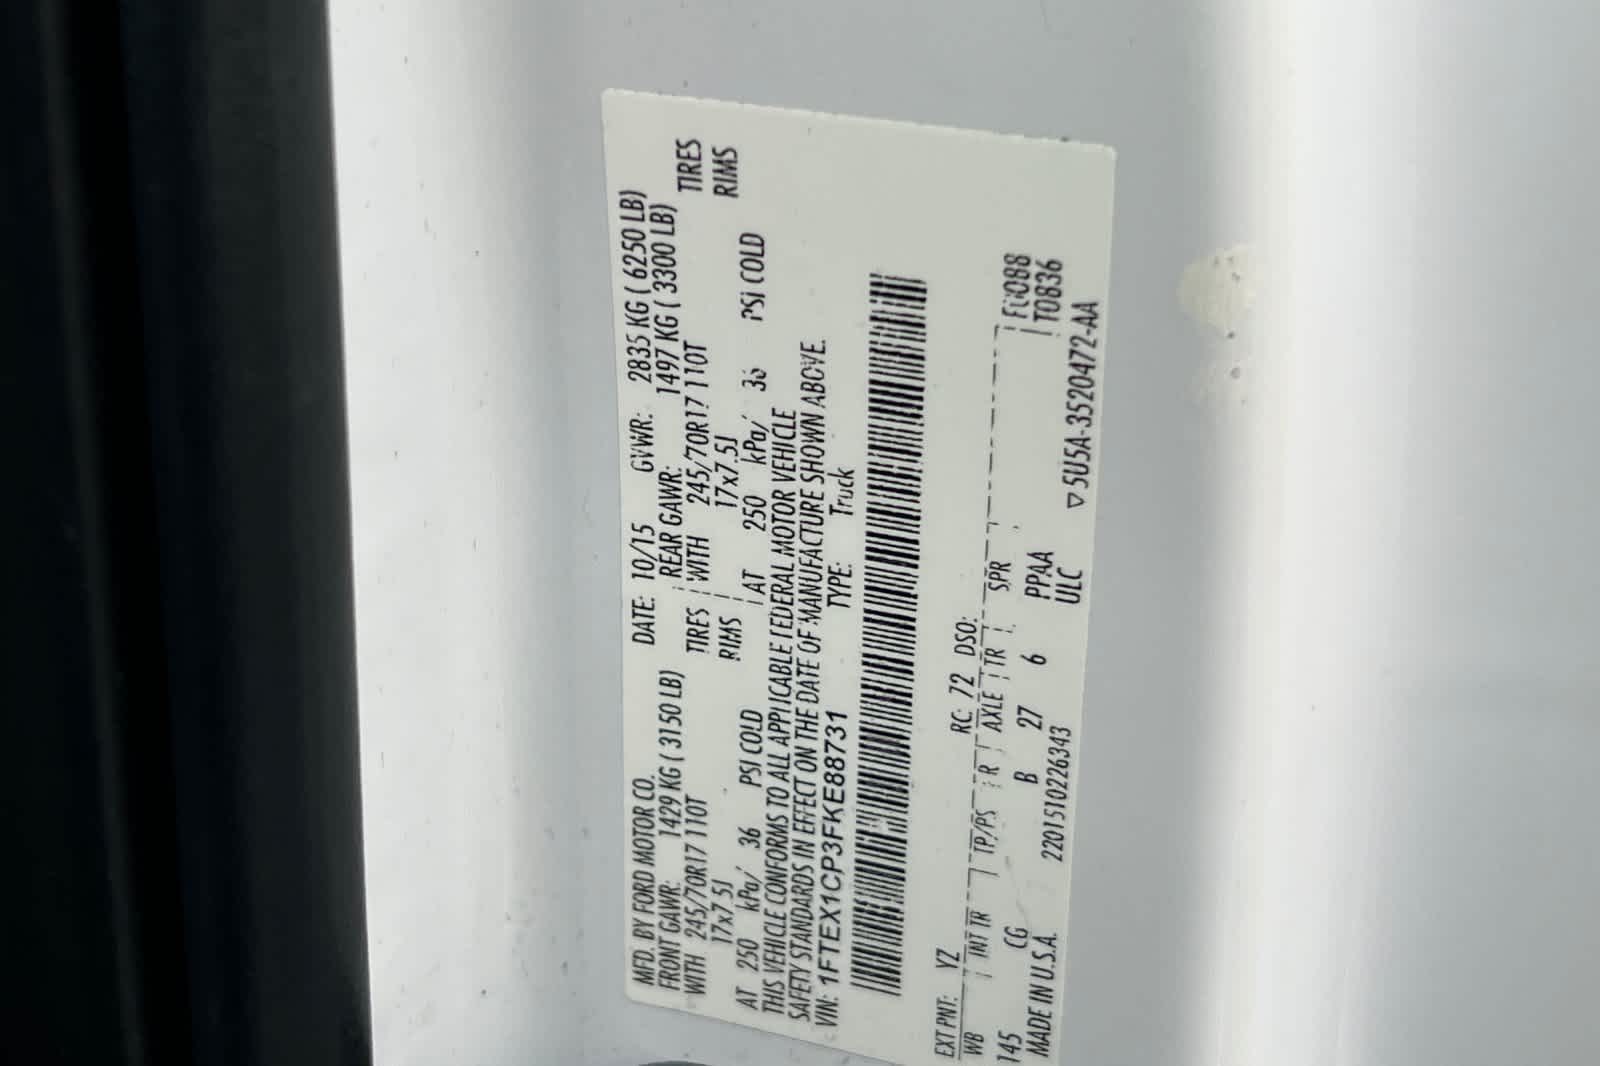 MFD. BY FORD MOTOR CO. DATE: 10/15 GVWR: 2835 KG ( 6250 LB)
FRONT GAWR: 1429 KG ( 3150 LB) REAR GAWR: 1497 KG ( 3300 LB)
WITH 245/70R17 110T TIRES WITH 245/70R17 110T TIRES
17x7.5J RIMS 17x7.5J RIMS
AT 250 kPa/ 36 PSI COLD AT 250 kPa/ 36 PSI COLD
THIS VEHICLE CONFORMS TO ALL APPLICABLE FEDERAL MOTOR VEHICLE
SAFETY STANDARDS IN EFFECT ON THE DATE OF MANUFACTURE SHOWN ABOVE.
VIN: 1FTEX1CP3FKE88731 TYPE: Truck
EXT PNT: YZ RC: 72 DSO:
WB INT TR TP/PS R AXLE TR SPR F0088
145 CG B 27 6 PPAA T0836
MADE IN U.S.A. 2201510226343 ULC
▽5U5A-3520472-AA